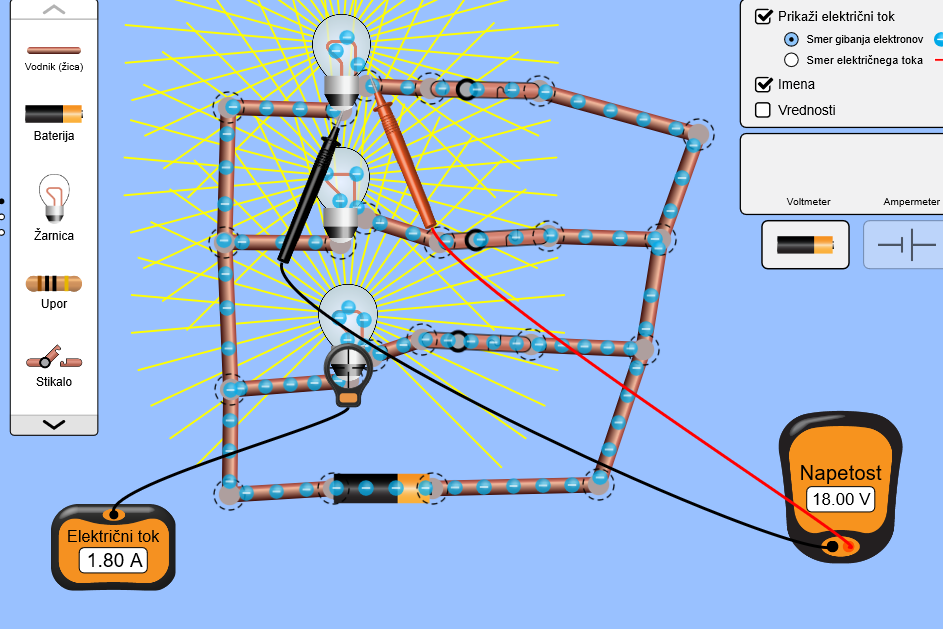 Vodnik (žica)
Baterija
Žarnica
Upor
Stikalo
Prikaži električni tok
Smer gibanja elektronov
Smer električnega toka
Imena
Vrednosti
Voltmeter
Ampermeter
Napetost
18.00 V
Električni tok
1.80 A